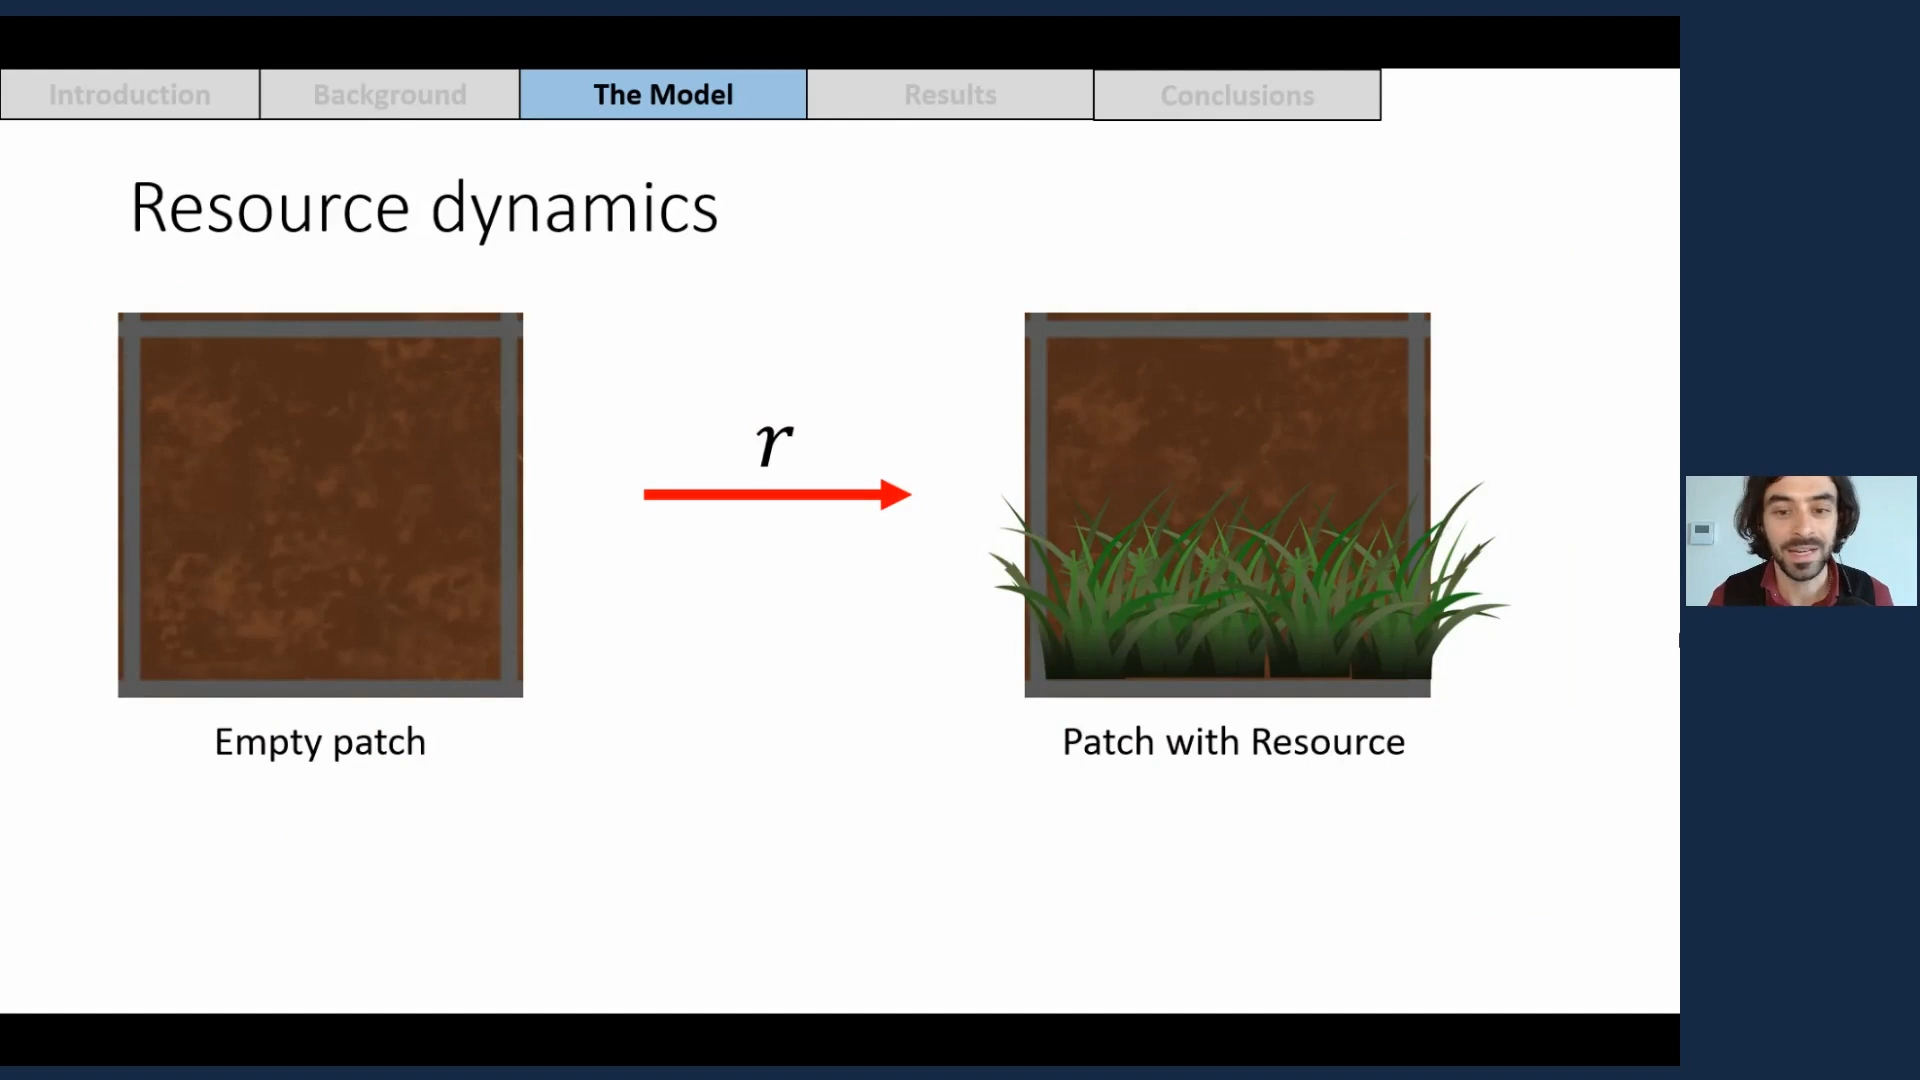 Introduction
Background
The Model
Results
Conclusions
Resource dynamics
r
Empty patch
Patch with Resource